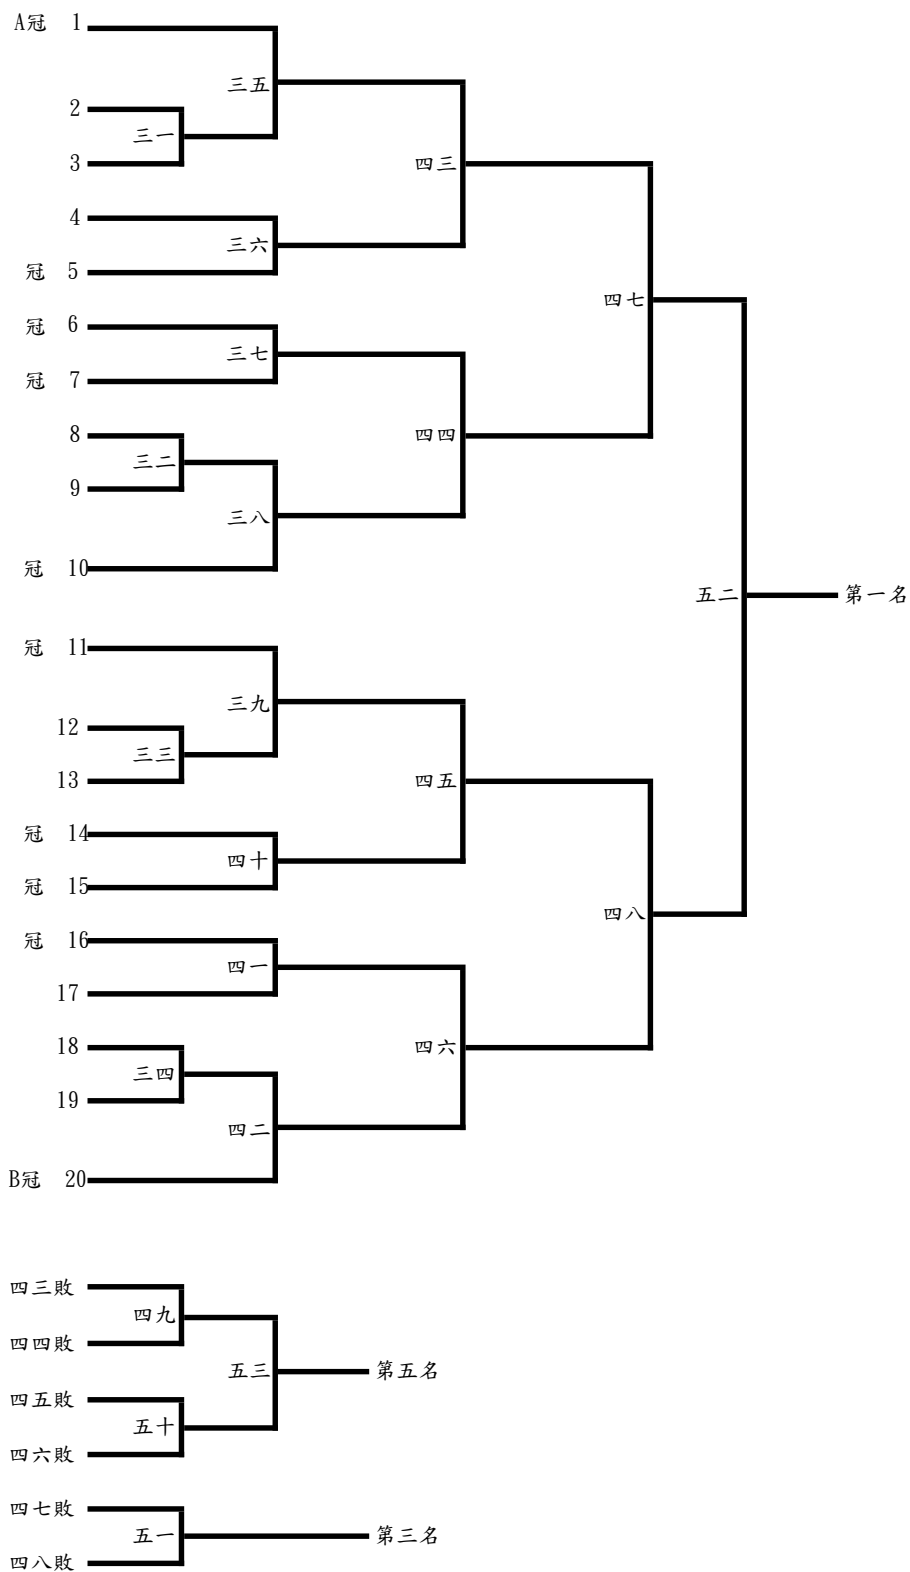 A冠 1
三五
2
三一
3
四三
4
三六
冠 5
四七
冠 6
三七
冠 7
8
四四
三二
9
三八
冠 10
五二 第一名
冠 11
三九
12
三三
13
四五
冠 14
四十
冠 15
四八
冠 16
四一
17
18
四六
三四
19
四二
B冠 20
四三敗
四九
四四敗
五三 第五名
四五敗
五十
四六敗
四七敗
五一 第三名
四八敗